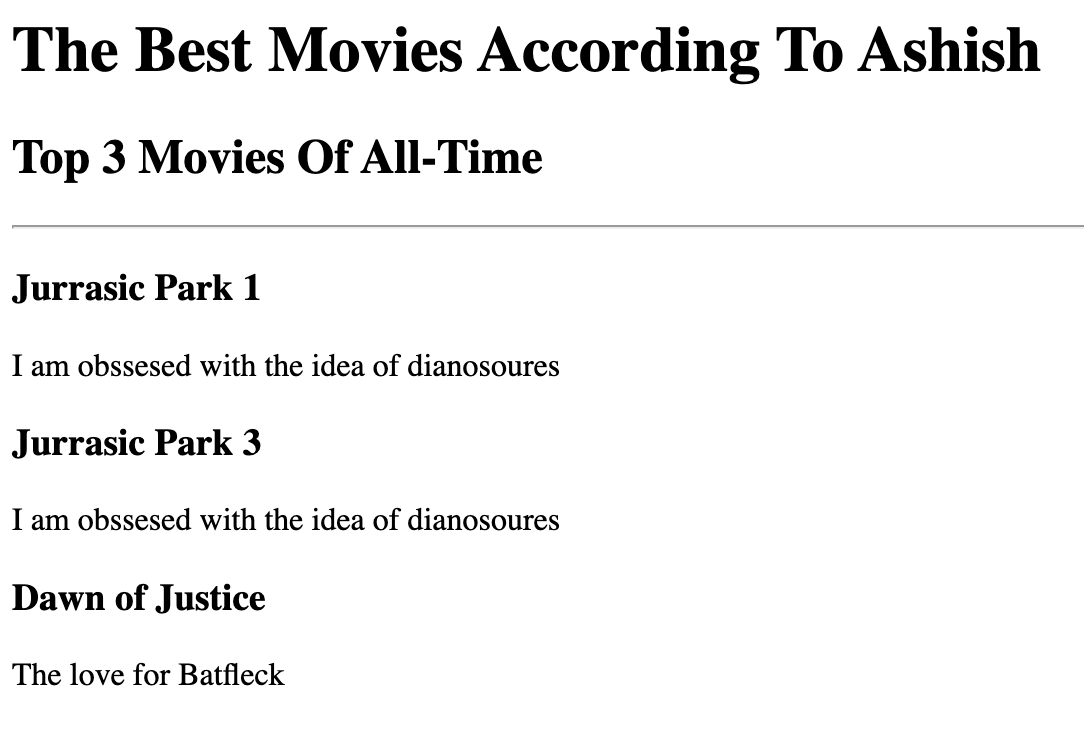 The Best Movies According To Ashish
Top 3 Movies Of All-Time
Jurrasic Park 1
I am obssesed with the idea of dianosoures
Jurrasic Park 3
I am obssesed with the idea of dianosoures
Dawn of Justice
The love for Batfleck